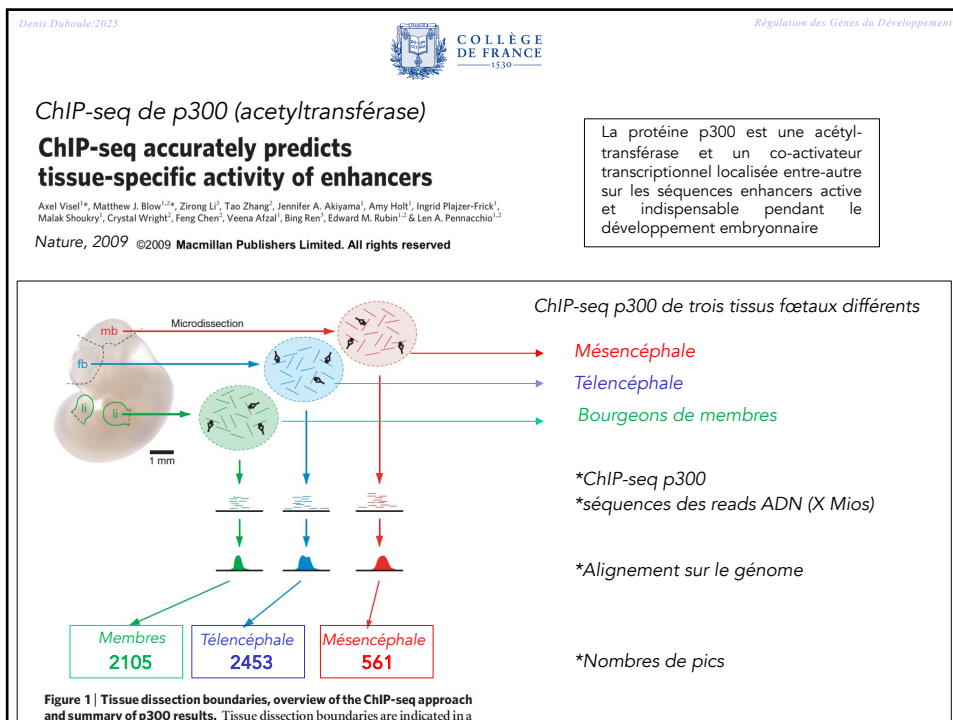 Denis Duboule/2025
Régulation des Gènes du Développement
COLLÈGE
DE FRANCE
1530
ChIP-seq de p300 (acetyltransférase)
ChIP-seq accurately predicts
tissue-specific activity of enhancers
Axel Visel¹*, Matthew J. Blow¹,²*, Zirong Li³, Tao Zhang², Jennifer A. Akiyama¹, Amy Holt¹, Ingrid Plajzer-Frick¹,
Malak Shoukry¹, Crystal Wright², Feng Chen², Veena Afzal¹, Bing Ren³, Edward M. Rubin¹,² & Len A. Pennacchio¹,²
Nature, 2009 ©2009 Macmillan Publishers Limited. All rights reserved
La protéine p300 est une acétyl-
transférase et un co-activateur
transcriptionnel localisée entre-autre
sur les séquences enhancers active
et indispensable pendant le
développement embryonnaire
ChIP-seq p300 de trois tissus fœtaux différents
mb
Microdissection
fb
li
li
1 mm
Mésencéphale
Télencéphale
Bourgeons de membres
*ChIP-seq p300
*séquences des reads ADN (X Mios)
*Alignement sur le génome
Membres
2105
Télencéphale
2453
Mésencéphale
561
*Nombres de pics
Figure 1 | Tissue dissection boundaries, overview of the ChIP-seq approach
and summary of p300 results. Tissue dissection boundaries are indicated in a